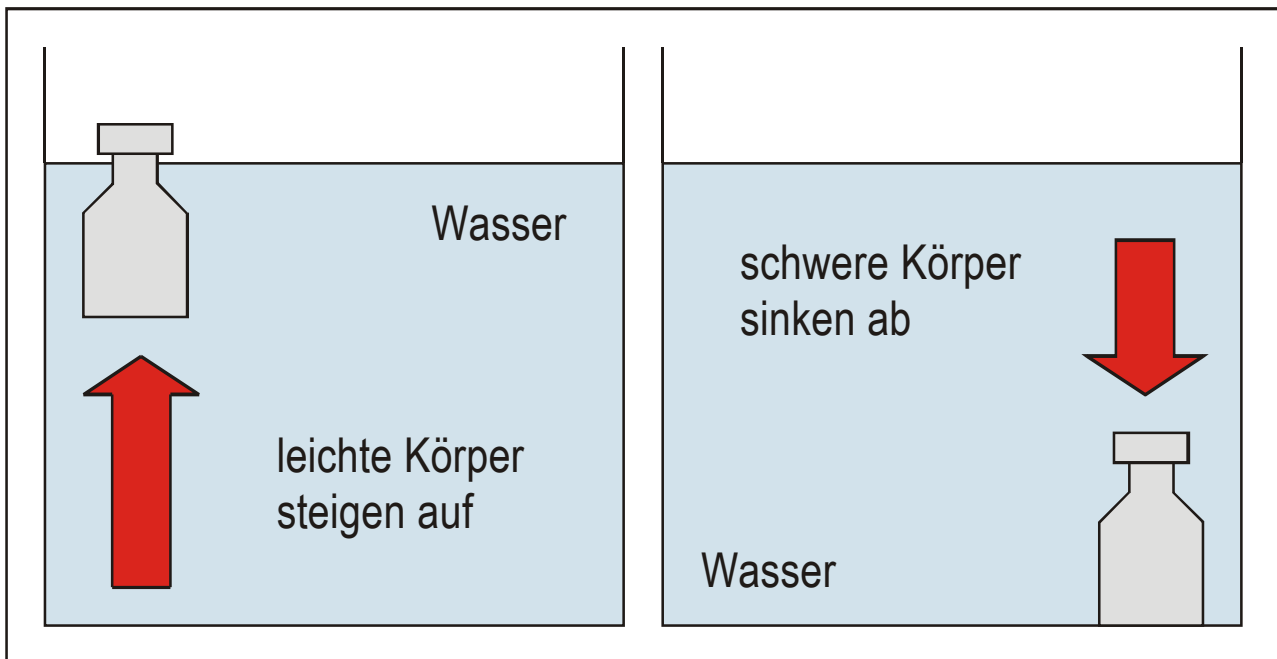 Wasser
leichte Körper
steigen auf
schwere Körper
sinken ab
Wasser